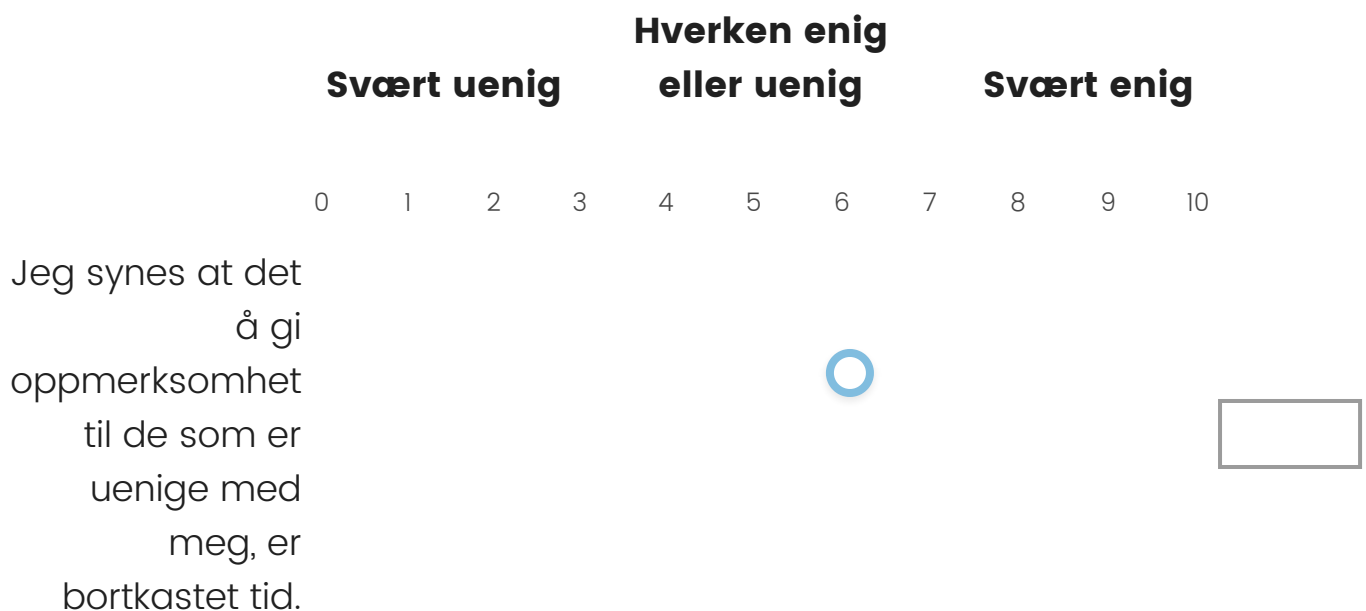 Hverken enig
Svært uenig eller uenig Svært enig
0 1 2 3 4 5 6 7 8 9 10
Jeg synes at det
å gi
oppmerksomhet
til de som er
uenige med
meg, er
bortkastet tid.